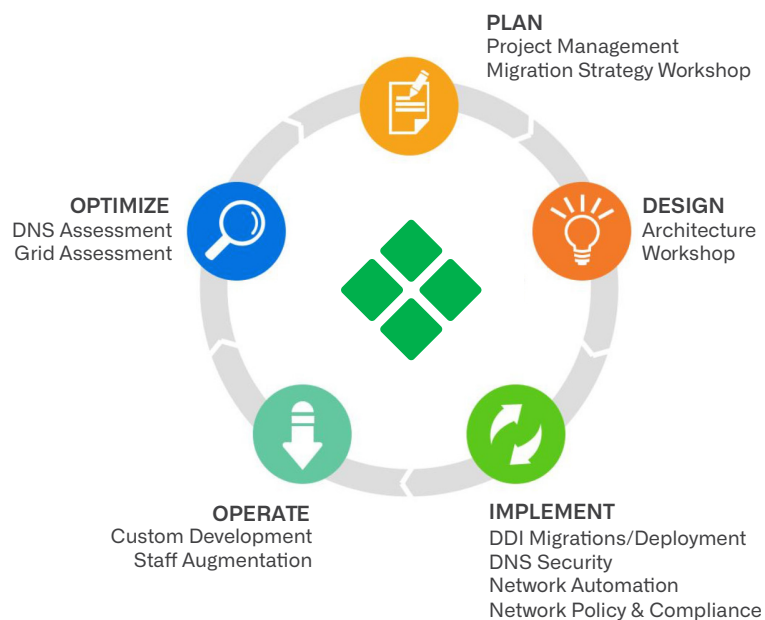 PLAN
Project Management
Migration Strategy Workshop
OPTIMIZE
DNS Assessment
Grid Assessment
DESIGN
Architecture
Workshop
OPERATE
Custom Development
Staff Augmentation
IMPLEMENT
DDI Migrations/Deployment
DNS Security
Network Automation
Network Policy & Compliance